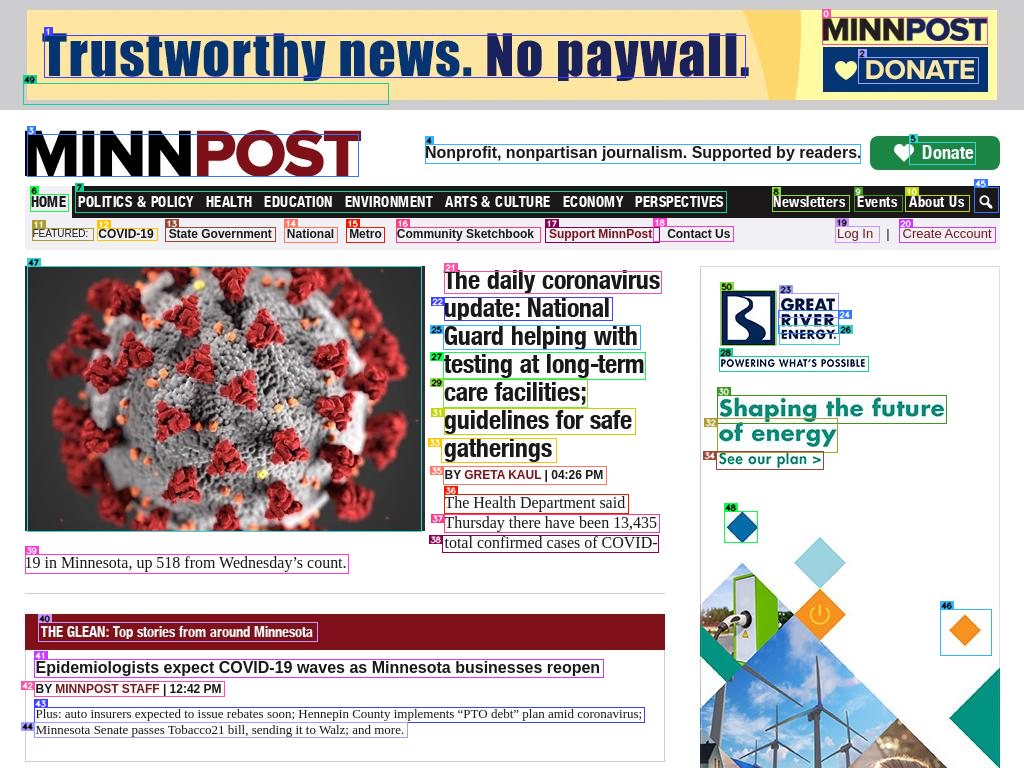 Trustworthy news. No paywall.
MINNPOST
DONATE
MINNPOST
Nonprofit, nonpartisan journalism. Supported by readers.
Donate
HOME POLITICS & POLICY HEALTH EDUCATION ENVIRONMENT ARTS & CULTURE ECONOMY PERSPECTIVES Newsletters Events About Us
FEATURED: COVID-19 State Government National Metro Community Sketchbook Support MinnPost Contact Us Log In | Create Account
The daily coronavirus
update: National
Guard helping with
testing at long-term
care facilities;
guidelines for safe
gatherings
BY GRETA KAUL | 04:26 PM
The Health Department said
Thursday there have been 13,435
total confirmed cases of COVID-
19 in Minnesota, up 518 from Wednesday’s count.
THE GLEAN: Top stories from around Minnesota
Epidemiologists expect COVID-19 waves as Minnesota businesses reopen
BY MINNPOST STAFF | 12:42 PM
Plus: auto insurers expected to issue rebates soon; Hennepin County implements “PTO debt” plan amid coronavirus;
Minnesota Senate passes Tobacco21 bill, sending it to Walz; and more.
GREAT
RIVER
ENERGY.
POWERING WHAT'S POSSIBLE
Shaping the future
of energy
See our plan >